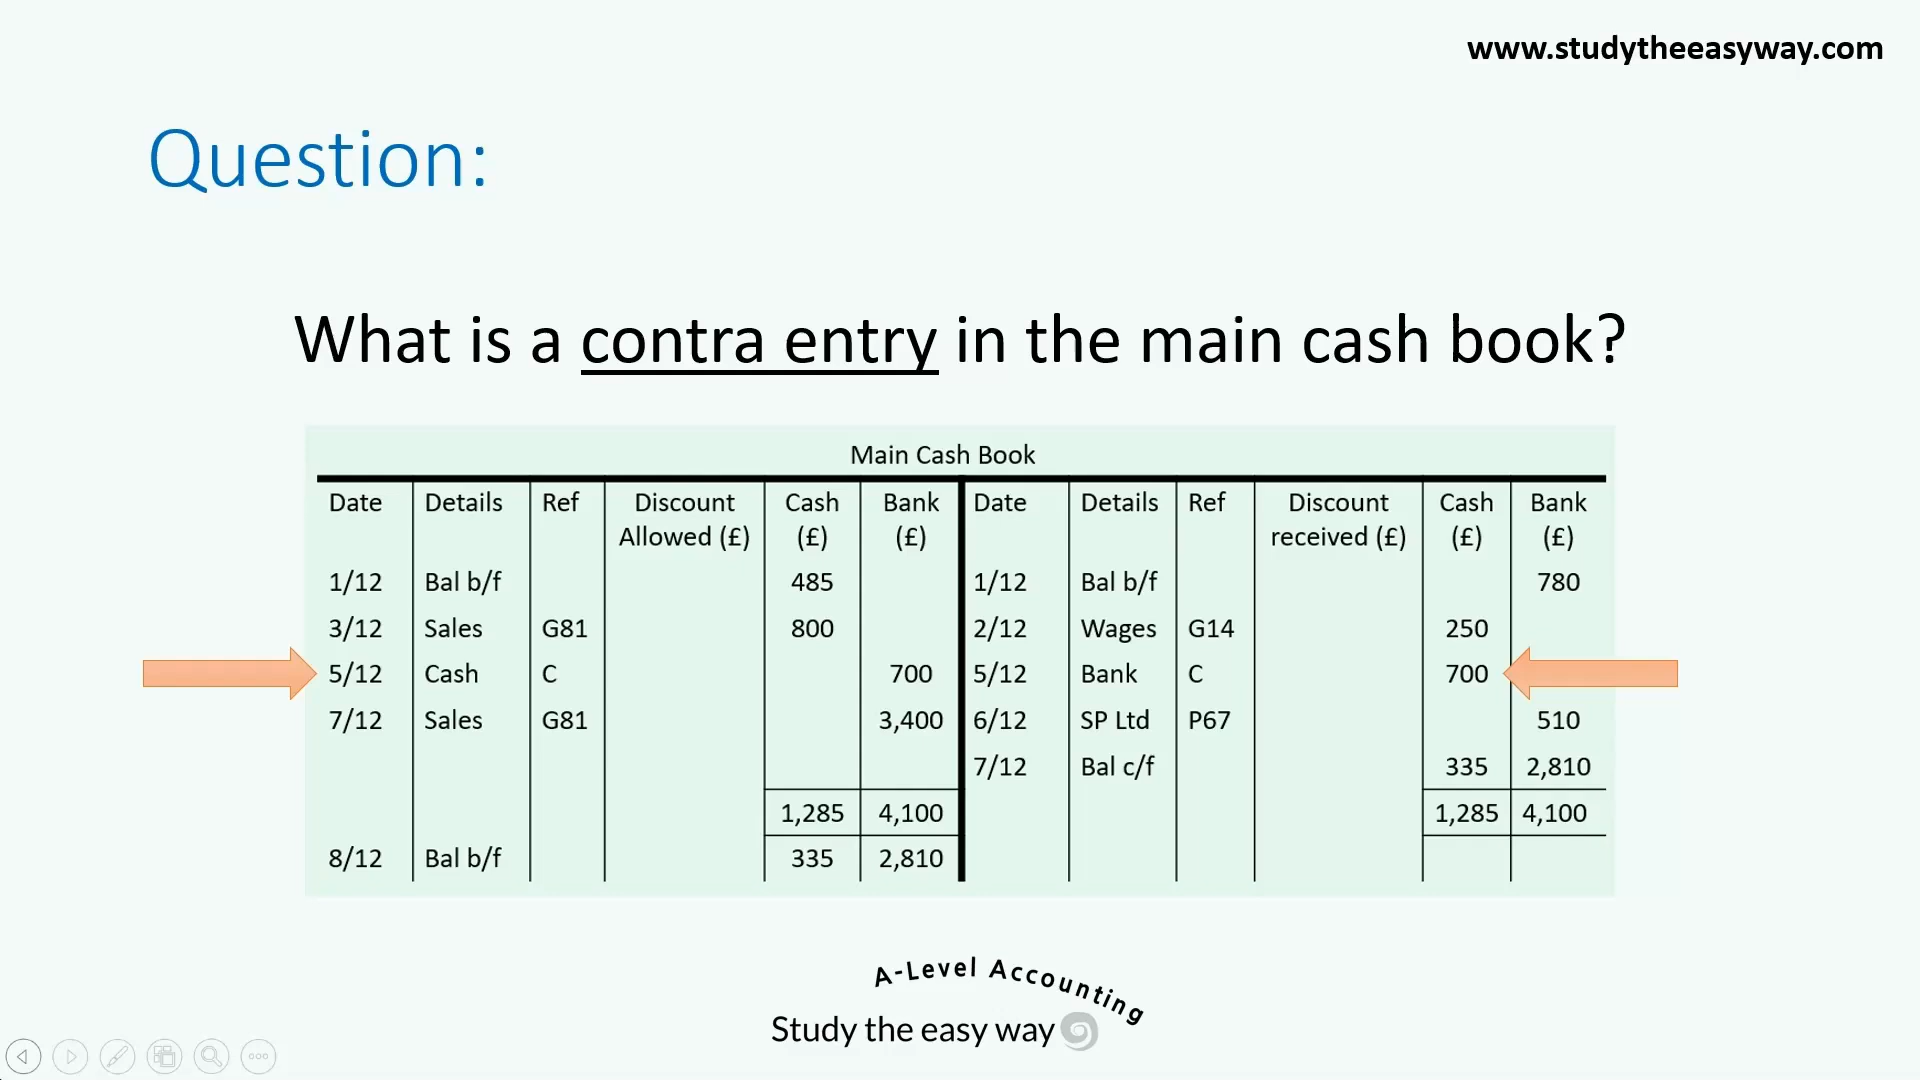 www.studytheeasyway.com
Question:
What is a contra entry in the main cash book?
Main Cash Book
Date Details Ref Discount Cash Bank Date Details Ref Discount Cash Bank
Allowed (£) (£) (£) received (£) (£) (£)
1/12 Bal b/f 485 1/12 Bal b/f 780
3/12 Sales G81 800 2/12 Wages G14 250
5/12 Cash C 700 5/12 Bank C 700
7/12 Sales G81 3,400 6/12 SP Ltd P67 510
7/12 Bal c/f 335 2,810
1,285 4,100 1,285 4,100
8/12 Bal b/f 335 2,810
A-Level Accounting
Study the easy way